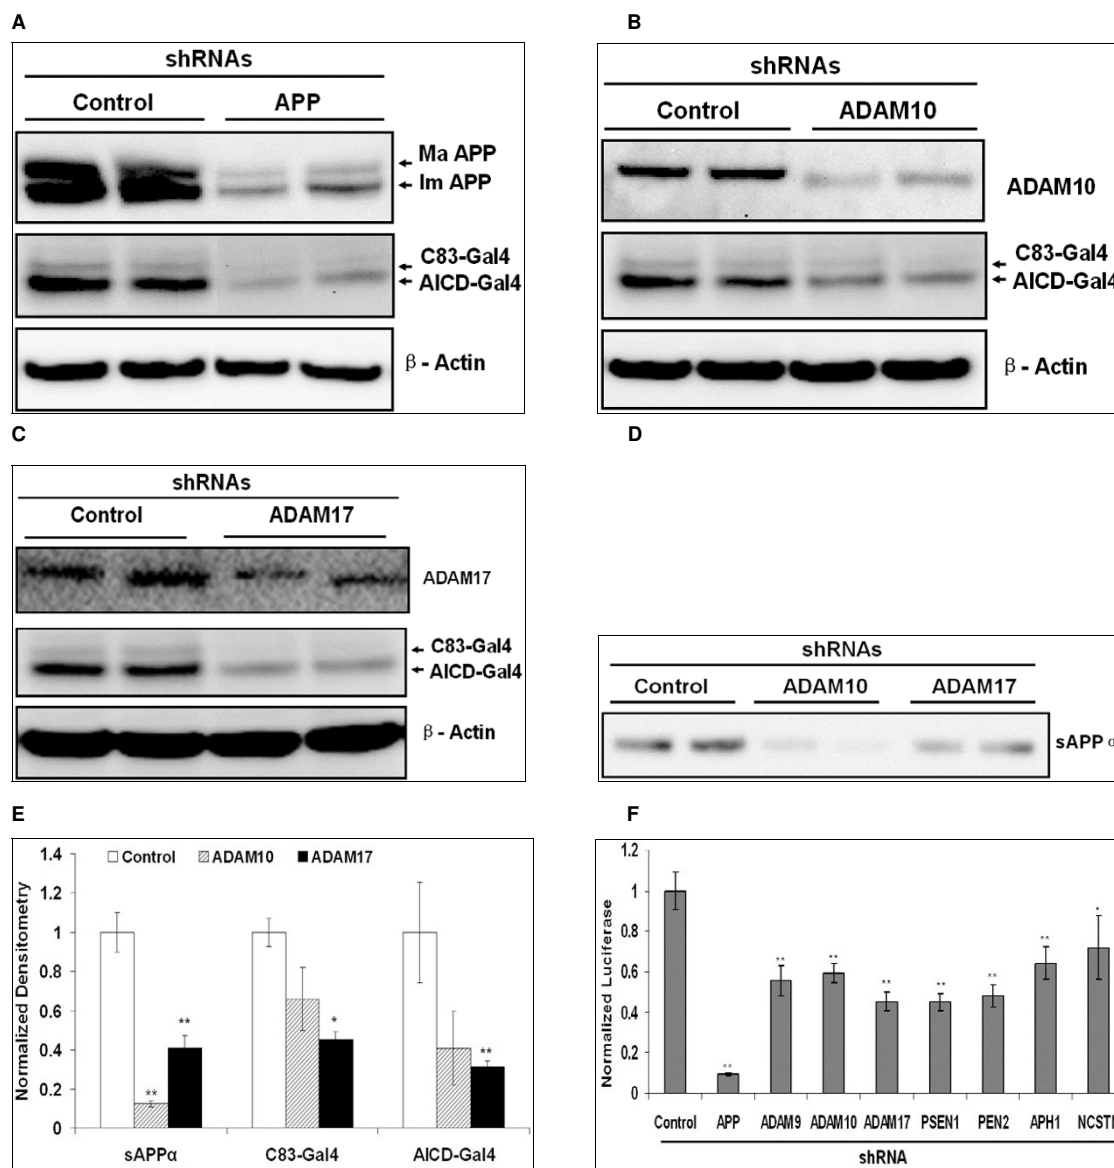 A
shRNAs
Control APP
Ma APP
Im APP
C83-Gal4
AICD-Gal4
β - Actin
B
shRNAs
Control ADAM10
ADAM10
C83-Gal4
AICD-Gal4
β - Actin
C
shRNAs
Control ADAM17
ADAM17
C83-Gal4
AICD-Gal4
β - Actin
D
shRNAs
Control ADAM10 ADAM17
sAPP α
E
Normalized Densitometry
Control ADAM10 ADAM17
1.4
1.2
1
0.8
0.6
0.4
0.2
0
** ** * **
sAPPα C83-Gal4 AICD-Gal4
F
Normalized Luciferase
1.2
1
0.8
0.6
0.4
0.2
0
** ** ** ** ** ** ** *
Control APP ADAM9 ADAM10 ADAM17 PSEN1 PEN2 APH1 NCSTN
shRNA